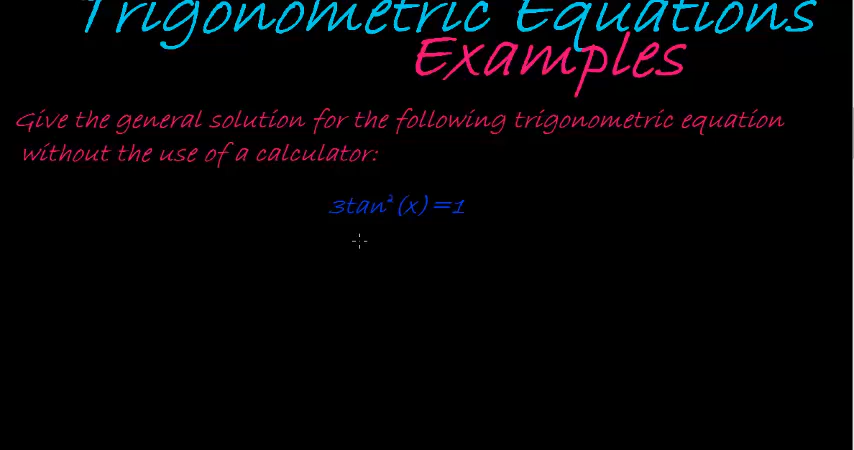 Trigonometric Equations
Examples
Give the general solution for the following trigonometric equation
without the use of a calculator:
3tan²(x)=1